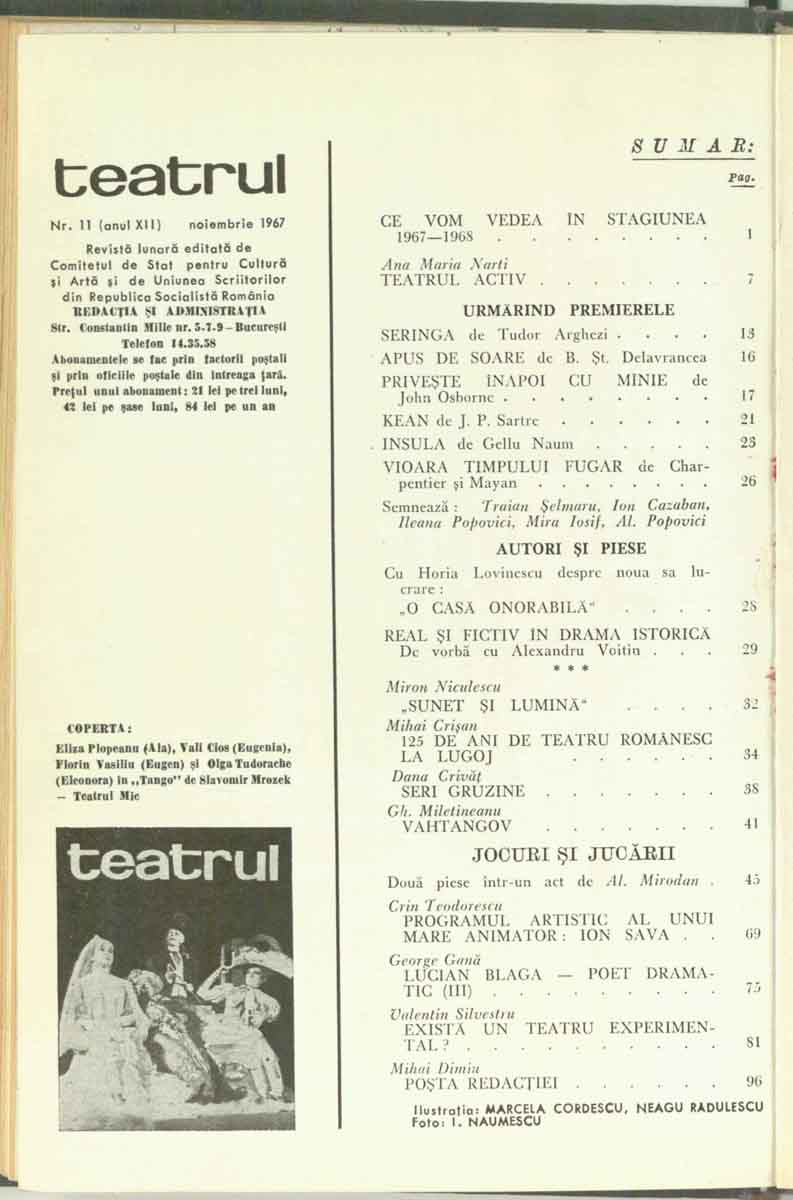 teatrul
Nr. 11 (anul XII) noiembrie 1967
Revistă lunară editată de
Comitetul de Stat pentru Cultură
și Artă și de Uniunea Scriitorilor
din Republica Socialistă România
REDACȚIA ȘI ADMINISTRAȚIA
Str. Constantin Mille nr. 5-7-9 – București
Telefon 14.35.58
Abonamentele se fac prin factorii poștali
și prin oficiile poștale din întreaga țară.
Prețul unui abonament: 21 lei pe trei luni,
42 lei pe șase luni, 84 lei pe un an
COPERTA:
Eliza Plopeanu (Ala), Vali Cios (Eugenia),
Florin Vasiliu (Eugen) și Olga Tudorache
(Eleonora) în „Tango" de Slavomir Mrozek
– Teatrul Mic
teatrul
SUMAR:
Pag.
CE VOM VEDEA ÎN STAGIUNEA
1967—1968 . . . . . . . 1
Ana Maria Narti
TEATRUL ACTIV . . . . . . . 7
URMĂRIND PREMIERELE
SERINGA de Tudor Arghezi . . . . 13
APUS DE SOARE de B. Șt. Delavrancea 16
PRIVEȘTE ÎNAPOI CU MÎNIE de
John Osborne . . . . . . . . 17
KEAN de J. P. Sartre . . . . . . 21
INSULA de Gellu Naum . . . . . 23
VIOARA TIMPULUI FUGAR de Char-
pentier și Mayan . . . . . . . . 26
Semnează: Traian Șelmaru, Ion Cazaban,
Ileana Popovici, Mira Iosif, Al. Popovici
AUTORI ȘI PIESE
Cu Horia Lovinescu despre noua sa lu-
crare:
„O CASĂ ONORABILĂ" . . . . 28
REAL ȘI FICTIV ÎN DRAMA ISTORICĂ
De vorbă cu Alexandru Voitin . . . 29
* * *
Miron Niculescu
„SUNET ȘI LUMINĂ" . . . . 32
Mihai Crișan
125 DE ANI DE TEATRU ROMÂNESC
LA LUGOJ . . . . . . 34
Dana Crivăț
SERI GRUZINE . . . . . . . 38
Gh. Miletineanu
VAHTANGOV . . . . . . . 41
JOCURI ȘI JUCĂRII
Două piese într-un act de Al. Mirodan . 45
Crin Teodorescu
PROGRAMUL ARTISTIC AL UNUI
MARE ANIMATOR: ION SAVA . . 69
George Gană
LUCIAN BLAGA — POET DRAMA-
TIC (III) . . . . . . . . . 75
Valentin Silvestru
EXISTĂ UN TEATRU EXPERIMEN-
TAL? . . . . . . . . . . 81
Mihai Dimiu
POȘTA REDACȚIEI . . . . . . 96
Ilustrația: MARCELA CORDESCU, NEAGU RĂDULESCU
Foto: I. NAUMESCU